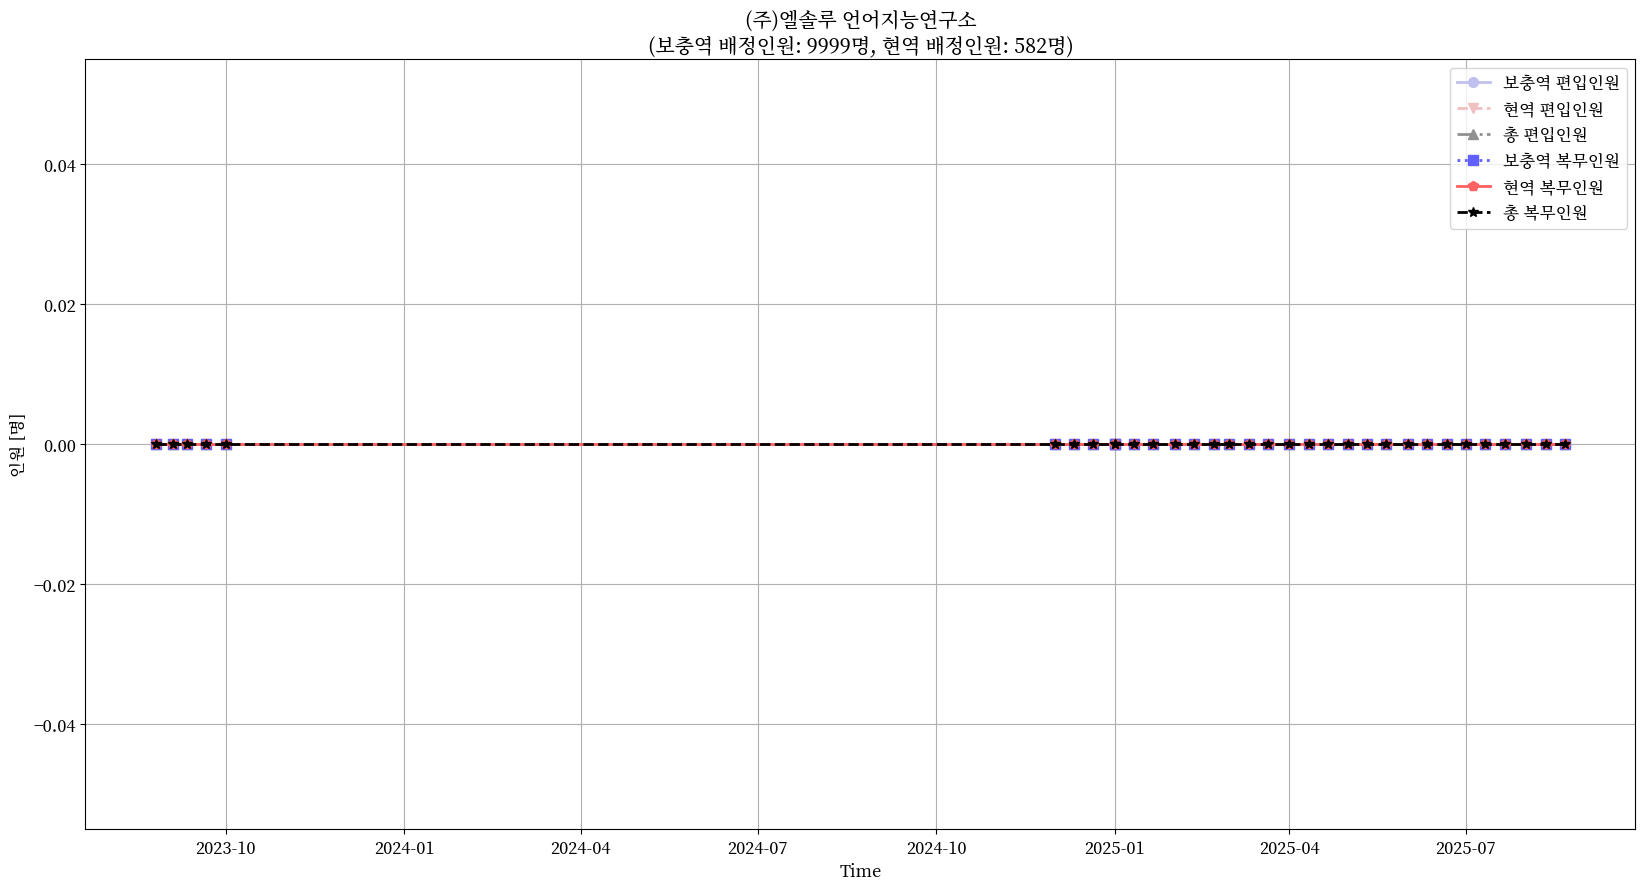 (주)엘솔루 언어지능연구소
(보충역 배정인원: 9999명, 현역 배정인원: 582명)
보충역 편입인원
현역 편입인원
총 편입인원
보충역 복무인원
현역 복무인원
총 복무인원
인원 [명]
0.04
0.02
0.00
−0.02
−0.04
2023-10
2024-01
2024-04
2024-07
2024-10
2025-01
2025-04
2025-07
Time